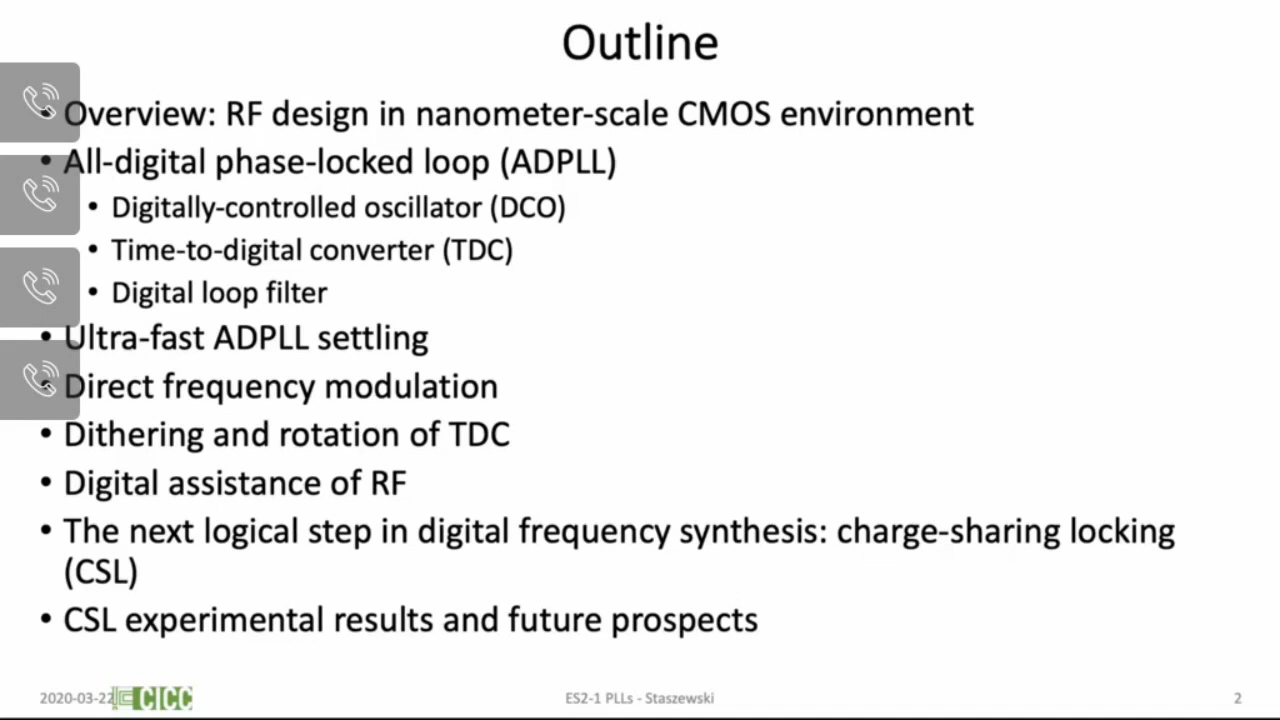 Outline
• Overview: RF design in nanometer-scale CMOS environment
• All-digital phase-locked loop (ADPLL)
• Digitally-controlled oscillator (DCO)
• Time-to-digital converter (TDC)
• Digital loop filter
• Ultra-fast ADPLL settling
• Direct frequency modulation
• Dithering and rotation of TDC
• Digital assistance of RF
• The next logical step in digital frequency synthesis: charge-sharing locking
(CSL)
• CSL experimental results and future prospects
2020-03-22 CICC ES2-1 PLLs - Staszewski 2